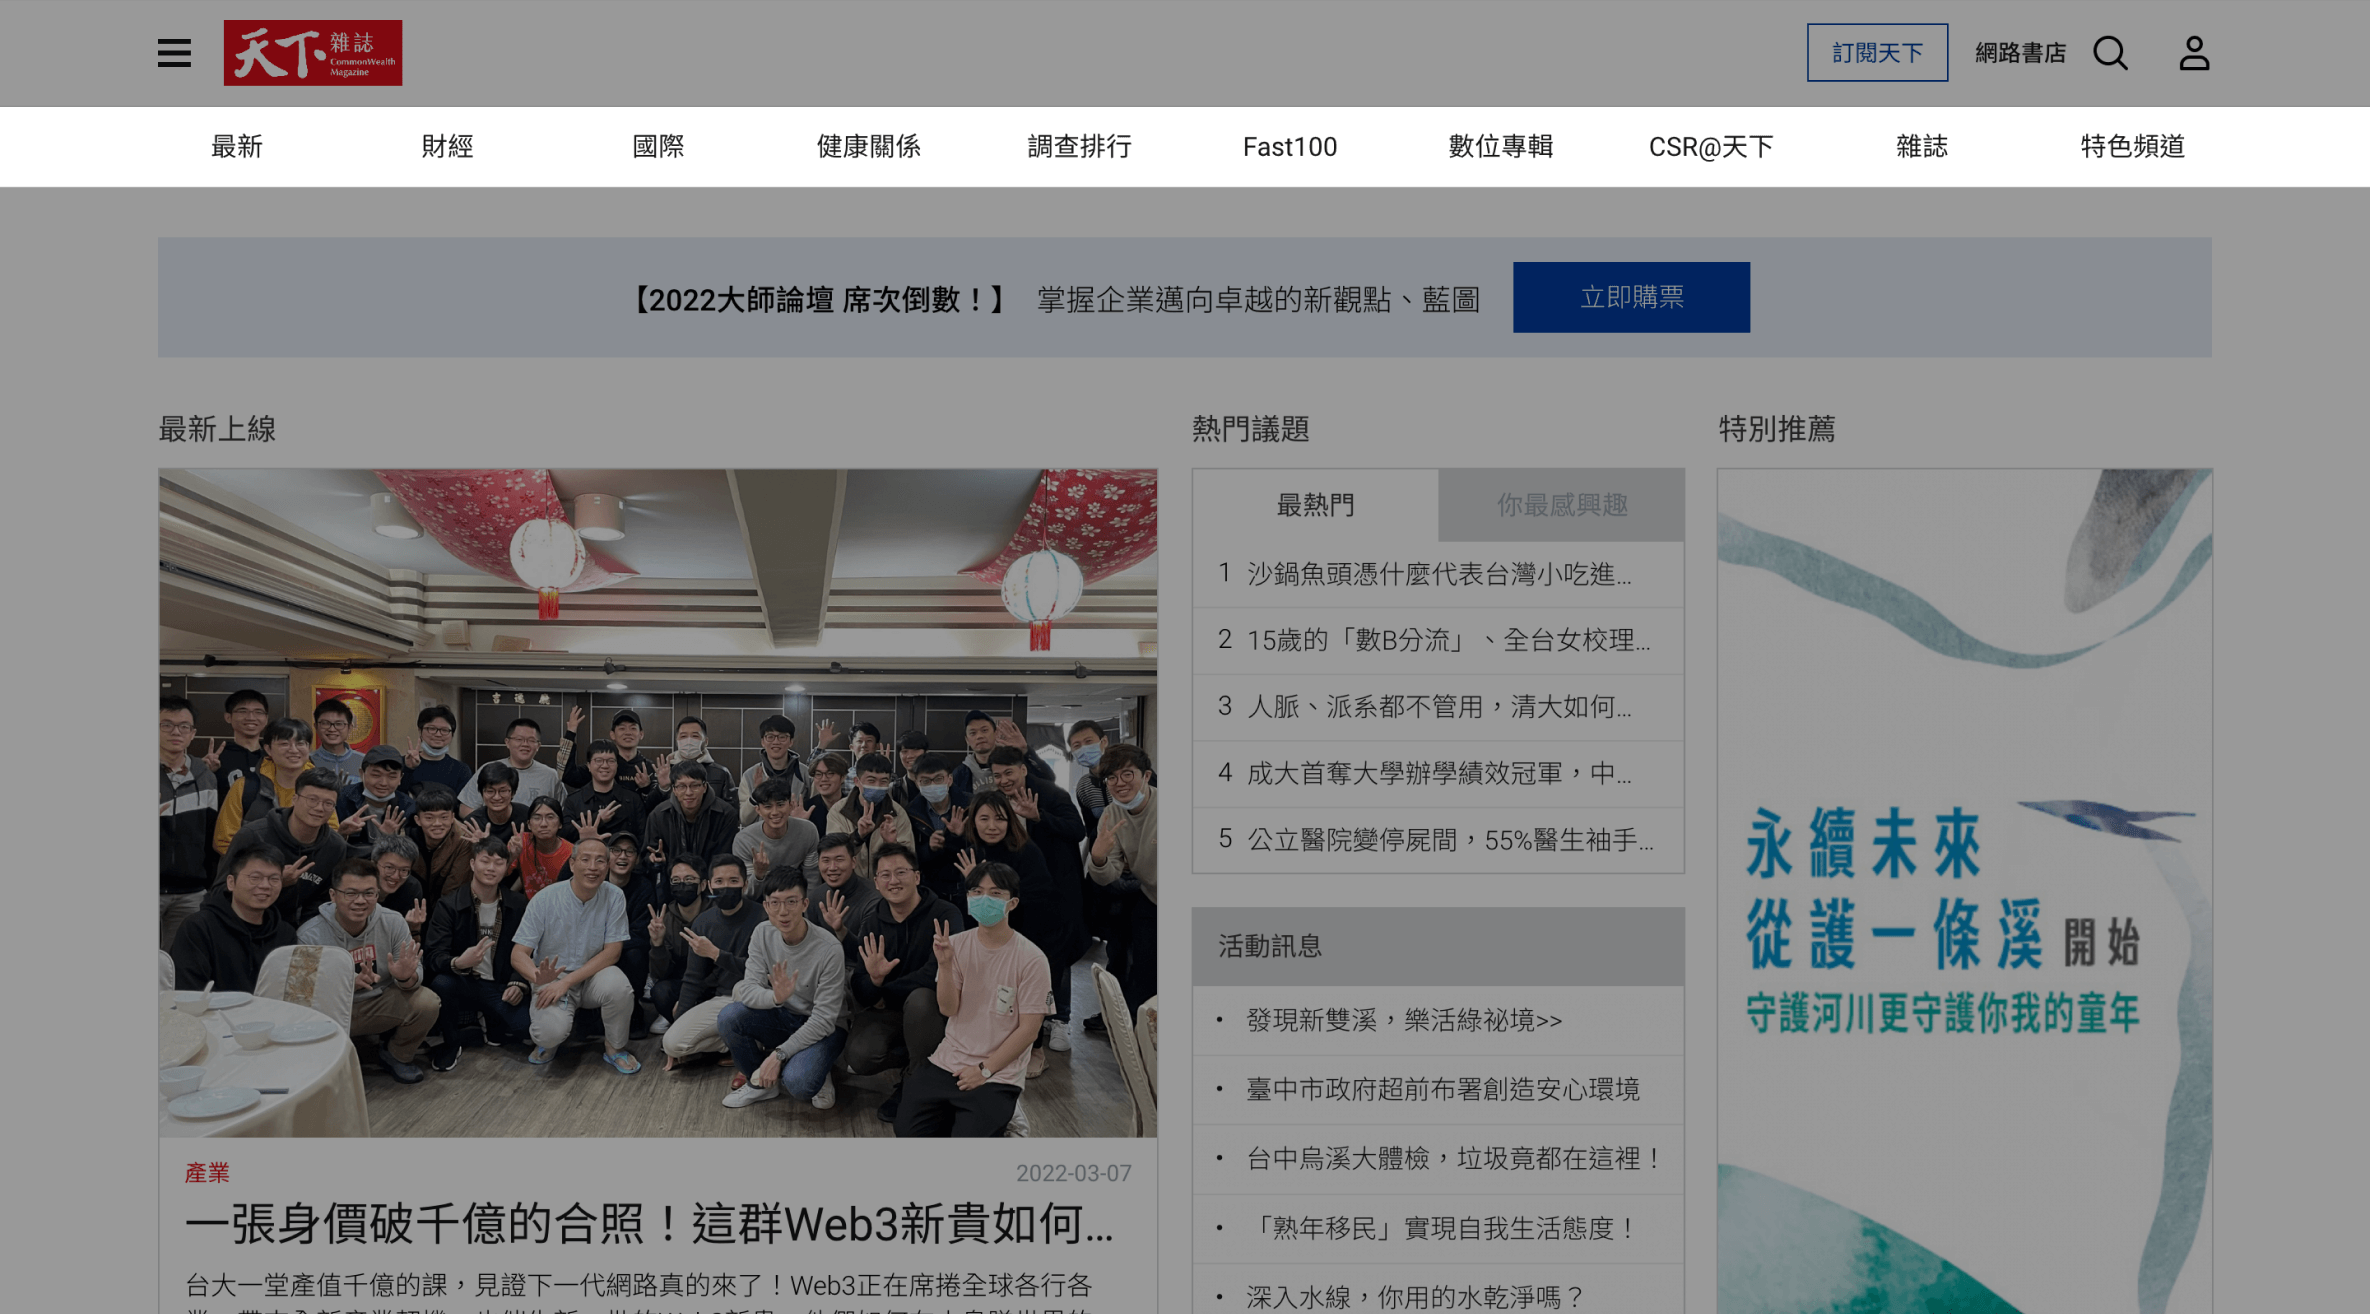 天下 雜誌
CommonWealth
Magazine
訂閱天下
網路書店
最新
財經
國際
健康關係
調查排行
Fast100
數位專輯
CSR@天下
雜誌
特色頻道
【2022大師論壇 席次倒數！】 掌握企業邁向卓越的新觀點、藍圖
立即購票
最新上線
產業
2022-03-07
一張身價破千億的合照！這群Web3新貴如何...
台大一堂產值千億的課，見證下一代網路真的來了！Web3正在席捲全球各行各
熱門議題
最熱門
你最感興趣
1 沙鍋魚頭憑什麼代表台灣小吃進...
2 15歲的「數B分流」、全台女校理...
3 人脈、派系都不管用，清大如何...
4 成大首奪大學辦學績效冠軍，中...
5 公立醫院變停屍間，55%醫生袖手...
活動訊息
• 發現新雙溪，樂活綠祕境>>
• 臺中市政府超前布署創造安心環境
• 台中烏溪大體檢，垃圾竟都在這裡！
• 「熟年移民」實現自我生活態度！
• 深入水線，你用的水乾淨嗎？
特別推薦
永續未來
從護一條溪開始
守護河川更守護你我的童年